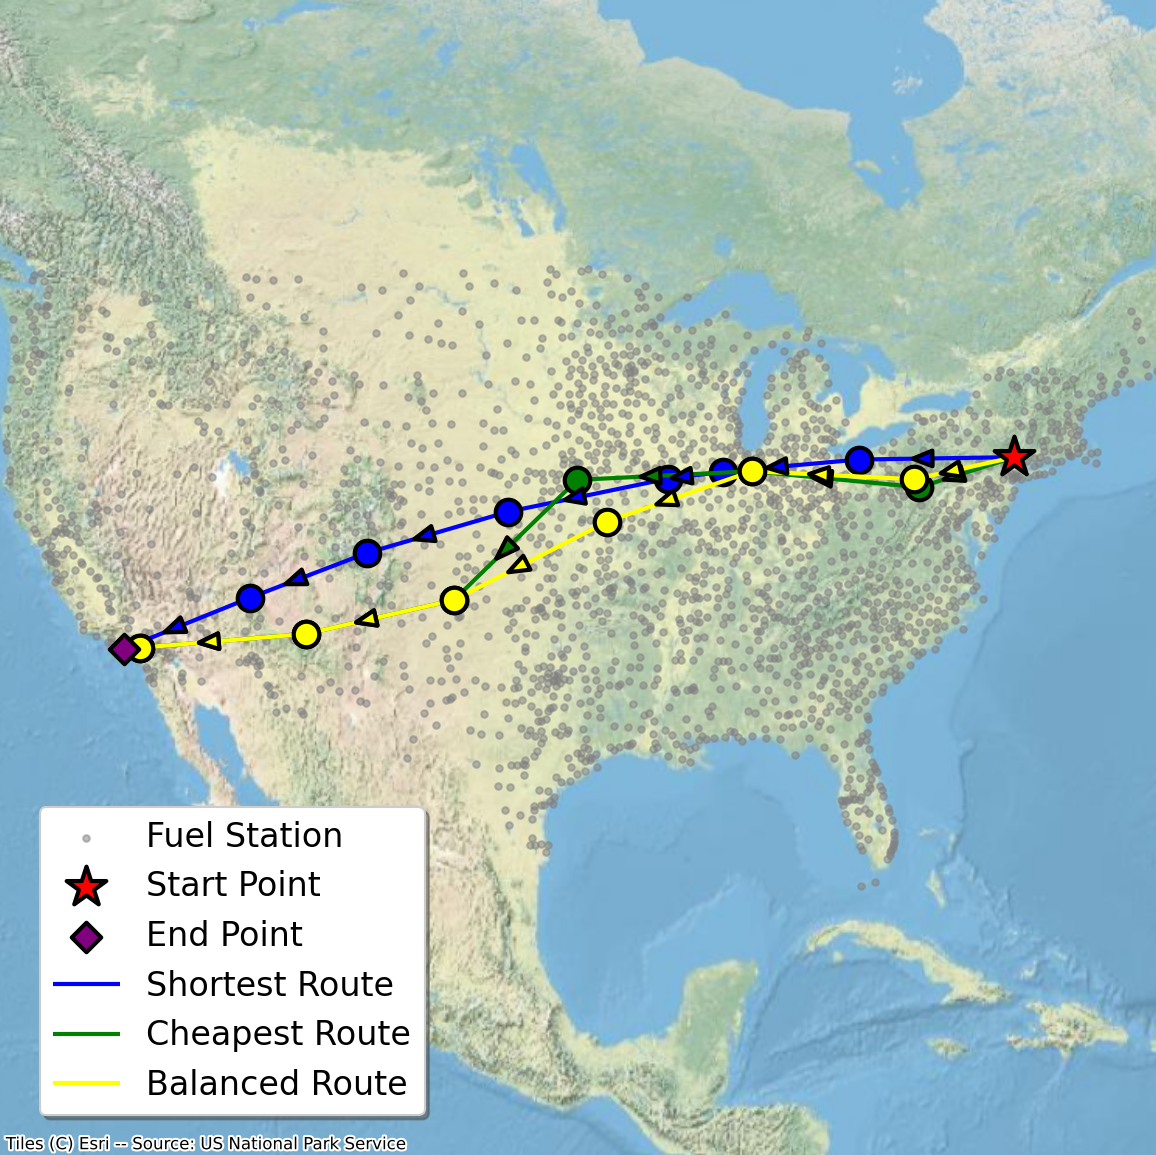 Fuel Station
Start Point
End Point
Shortest Route
Cheapest Route
Balanced Route
Tiles (C) Esri -- Source: US National Park Service